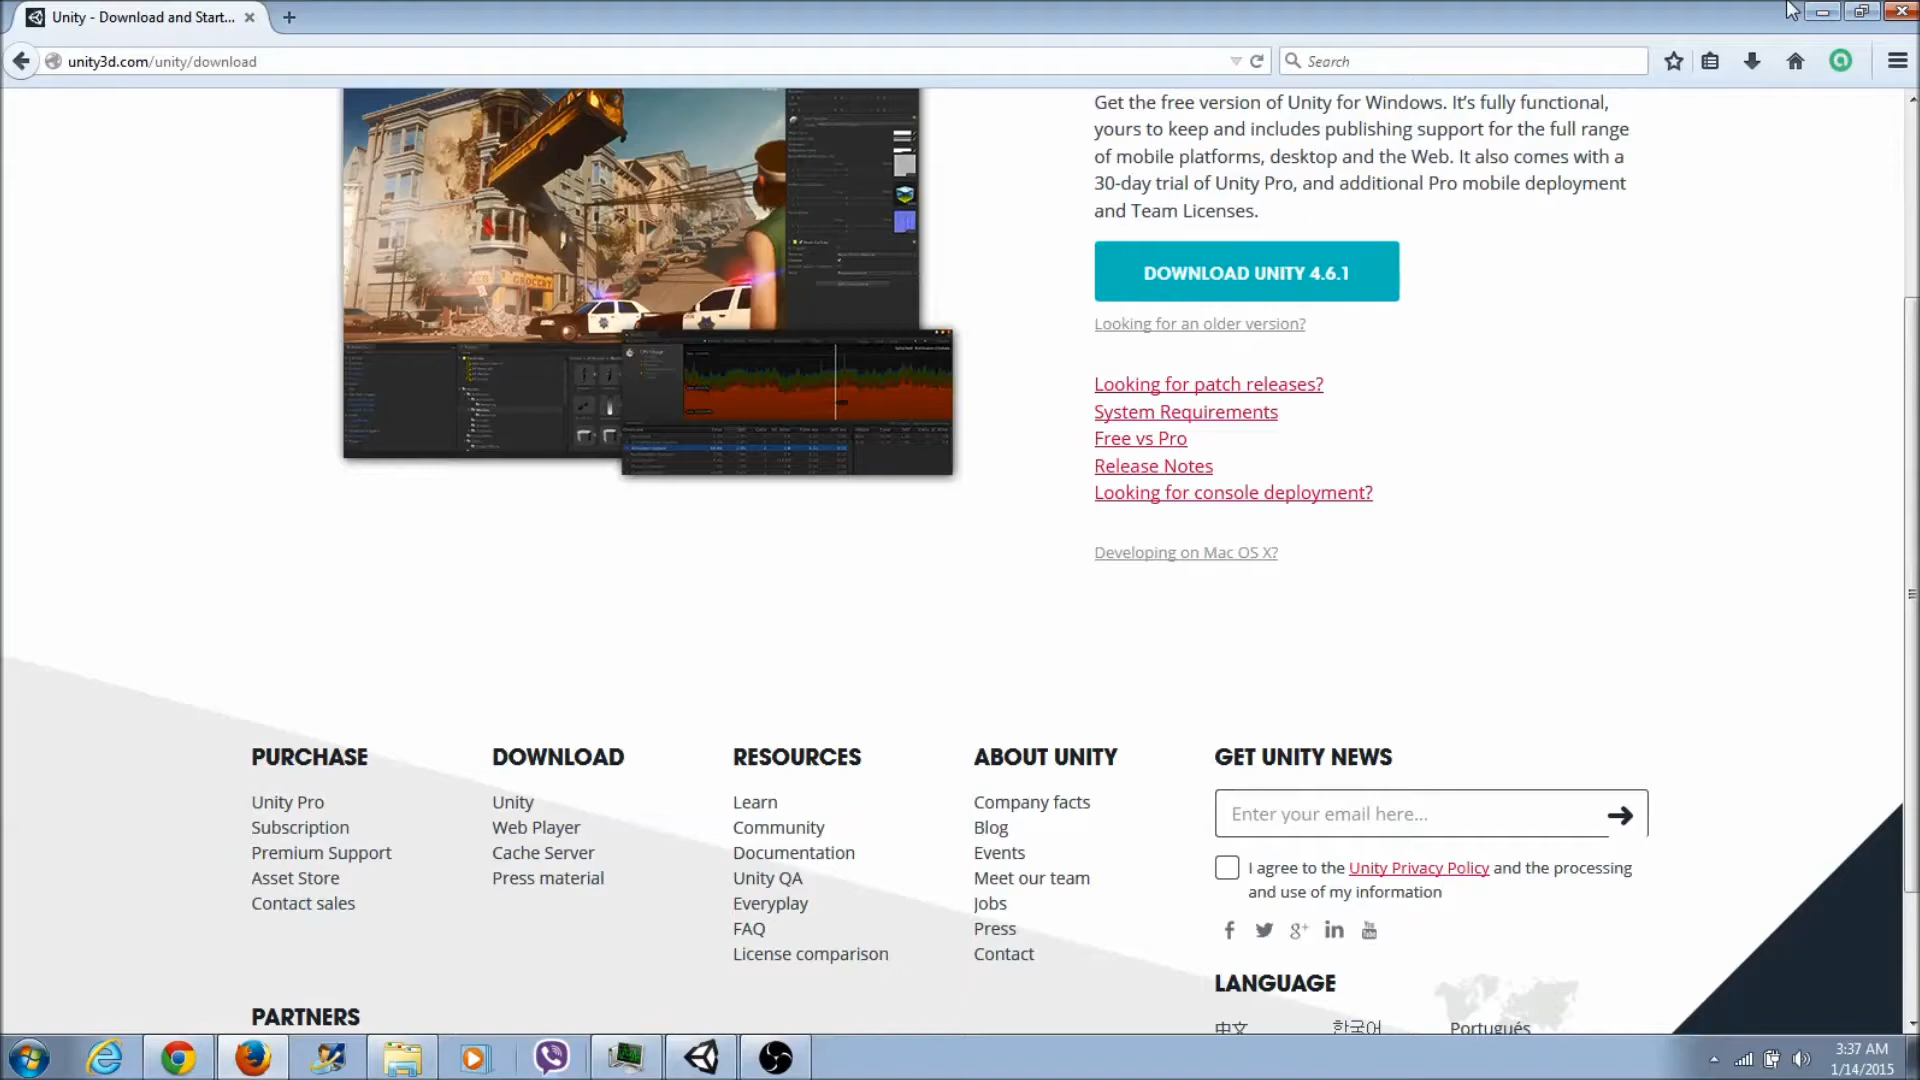 Unity - Download and Start...
unity3d.com/unity/download
Search
Get the free version of Unity for Windows. It's fully functional,
yours to keep and includes publishing support for the full range
of mobile platforms, desktop and the Web. It also comes with a
30-day trial of Unity Pro, and additional Pro mobile deployment
and Team Licenses.
DOWNLOAD UNITY 4.6.1
Looking for an older version?
Looking for patch releases?
System Requirements
Free vs Pro
Release Notes
Looking for console deployment?
Developing on Mac OS X?
GROCERY
PURCHASE
Unity Pro
Subscription
Premium Support
Asset Store
Contact sales
DOWNLOAD
Unity
Web Player
Cache Server
Press material
RESOURCES
Learn
Community
Documentation
Unity QA
Everyplay
FAQ
License comparison
ABOUT UNITY
Company facts
Blog
Events
Meet our team
Jobs
Press
Contact
GET UNITY NEWS
Enter your email here...
I agree to the Unity Privacy Policy and the processing
and use of my information
LANGUAGE
中文 한국어 Portugués
PARTNERS
3:37 AM
1/14/2015